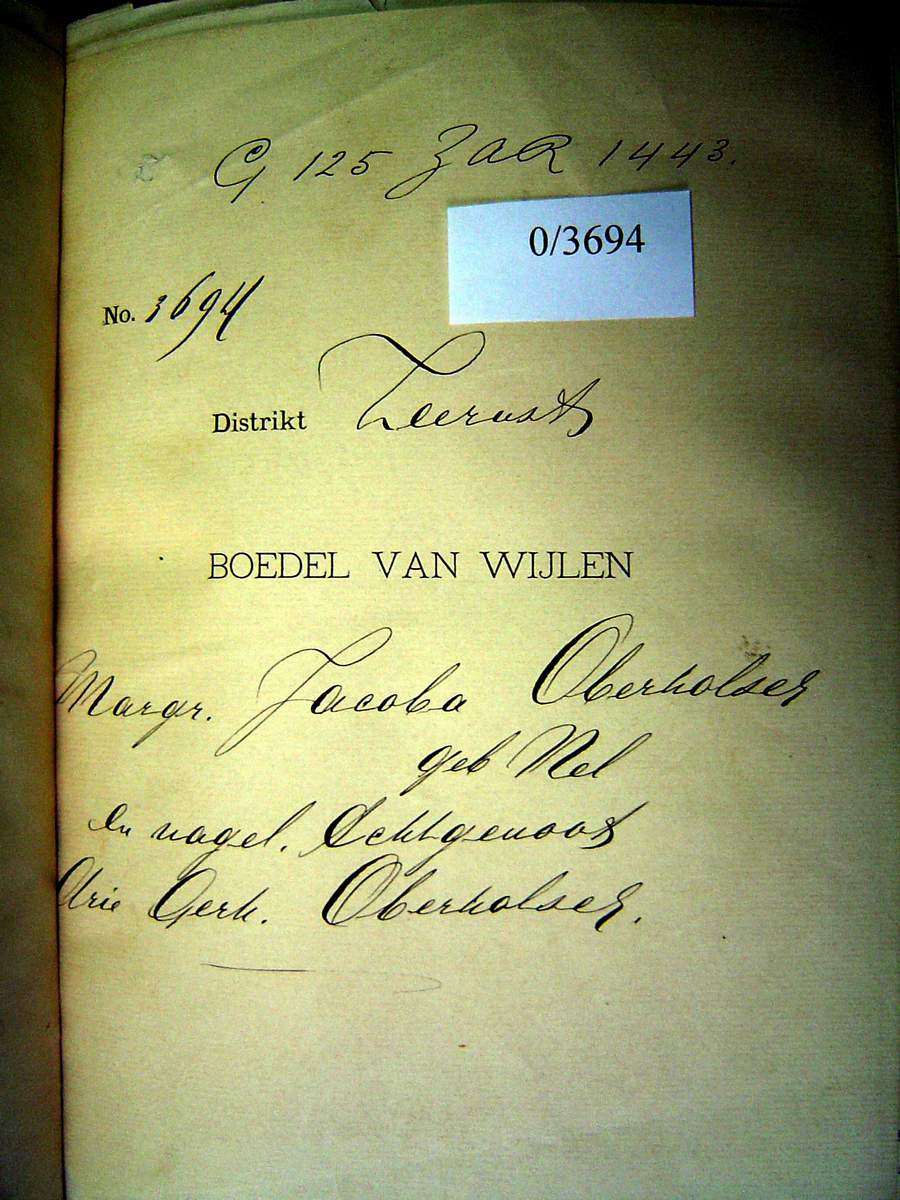 G 125 ZAR 1443.
0/3694
No. 3694
Distrikt Zeerust
BOEDEL VAN WIJLEN
Margr. Jacoba Oberholser
geb Nel
En nagel. Echtgenoot
Arie Gerh. Oberholser.